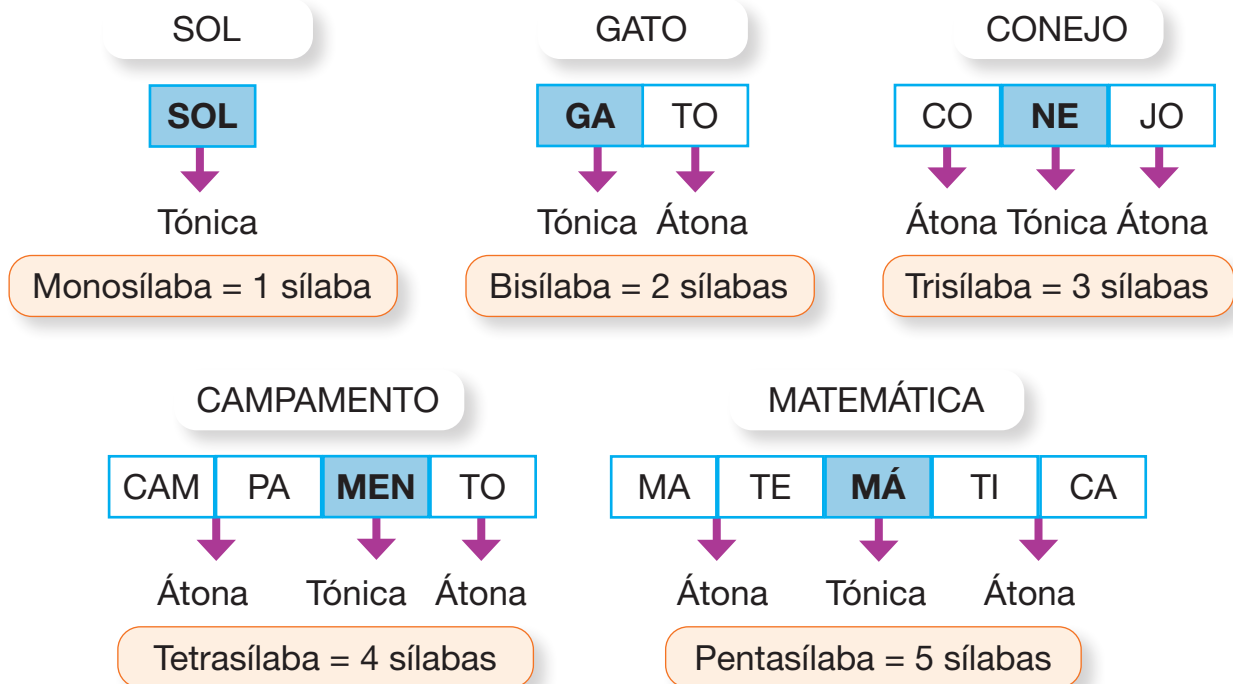 SOL
SOL
Tónica
Monosílaba = 1 sílaba
GATO
GA TO
Tónica Átona
Bisílaba = 2 sílabas
CONEJO
CO NE JO
Átona Tónica Átona
Trisílaba = 3 sílabas
CAMPAMENTO
CAM PA MEN TO
Átona Tónica Átona
Tetrasílaba = 4 sílabas
MATEMÁTICA
MA TE MÁ TI CA
Átona Tónica Átona
Pentasílaba = 5 sílabas